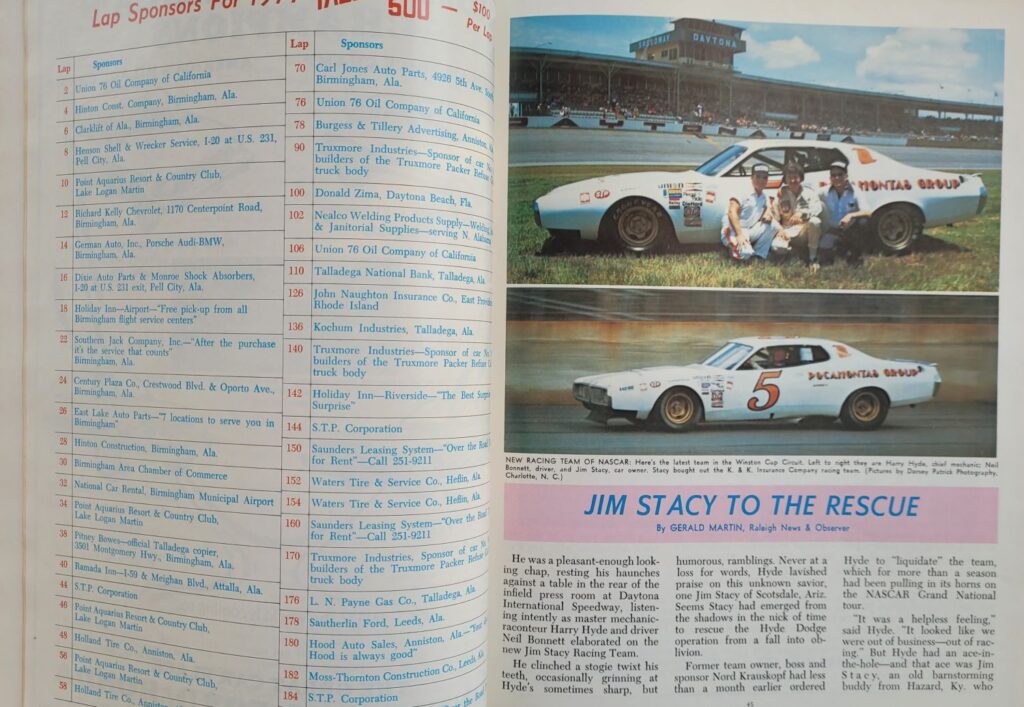 Lap Sponsors For 1977
500 — $100
Per Lap
Lap
Sponsors
2 Union 76 Oil Company of California
4 Hinton Const. Company, Birmingham, Ala.
6 Clarklift of Ala., Birmingham, Ala.
8 Henson Shell & Wrecker Service, I-20 at U.S. 231,
Pell City, Ala.
10 Point Aquarius Resort & Country Club,
Lake Logan Martin
12 Richard Kelly Chevrolet, 1170 Centerpoint Road,
Birmingham, Ala.
14 German Auto, Inc., Porsche Audi-BMW,
Birmingham, Ala.
16 Dixie Auto Parts & Monroe Shock Absorbers,
I-20 at U.S. 231 exit, Pell City, Ala.
18 Holiday Inn—Airport—“Free pick-up from all
Birmingham flight service centers”
22 Southern Jack Company, Inc.—“After the purchase
it's the service that counts”
Birmingham, Ala.
24 Century Plaza Co., Crestwood Blvd. & Oporto Ave.,
Birmingham, Ala.
26 East Lake Auto Parts—“7 locations to serve you in
Birmingham”
28 Hinton Construction, Birmingham, Ala.
30 Birmingham Area Chamber of Commerce
32 National Car Rental, Birmingham Municipal Airport
34 Point Aquarius Resort & Country Club,
Lake Logan Martin
38 Pitney Bowes—official Talladega copier,
3501 Montgomery Hwy., Birmingham, Ala.
40 Ramada Inn—I-59 & Meighan Blvd., Attalla, Ala.
44 S.T.P. Corporation
46 Point Aquarius Resort & Country Club,
Lake Logan Martin
48 Holland Tire Co., Anniston, Ala.
56 Point Aquarius Resort & Country Club,
Lake Logan Martin
58 Holland Tire Co., Anniston, Ala.
Lap
Sponsors
70 Carl Jones Auto Parts, 4926 5th Ave. South
Birmingham, Ala.
76 Union 76 Oil Company of California
78 Burgess & Tillery Advertising, Anniston,
90 Truxmore Industries—Sponsor of car No.
builders of the Truxmore Packer Refuse
truck body
100 Donald Zima, Daytona Beach, Fla.
102 Nealco Welding Products Supply—Welding
& Janitorial Supplies—serving N. Alabama
106 Union 76 Oil Company of California
110 Talladega National Bank, Talladega, Ala.
126 John Naughton Insurance Co., East Provid
Rhode Island
136 Kochum Industries, Talladega, Ala.
140 Truxmore Industries—Sponsor of car No.
builders of the Truxmore Packer Refuse
truck body
142 Holiday Inn—Riverside—“The Best Surprise
Surprise”
144 S.T.P. Corporation
150 Saunders Leasing System—“Over the Road
for Rent”—Call 251-9211
152 Waters Tire & Service Co., Heflin, Ala.
154 Waters Tire & Service Co., Heflin, Ala.
160 Saunders Leasing System—“Over the Road
for Rent”—Call 251-9211
170 Truxmore Industries, Sponsor of car No.
builders of the Truxmore Packer Refuse
truck body
176 L. N. Payne Gas Co., Talladega, Ala.
178 Sautherlin Ford, Leeds, Ala.
180 Hood Auto Sales, Anniston, Ala.—“Your
Hood is always good”
182 Moss-Thornton Construction Co., Leeds, Ala.
184 S.T.P. Corporation
Over the Road
SPEEDWAY DAYTONA
MONTAS GROUP
5
POCAHONTAS GROUP
NEW RACING TEAM OF NASCAR: Here's the latest team in the Winston Cup Circuit. Left to right they are Harry Hyde, chief mechanic; Neil
Bonnett, driver, and Jim Stacy, car owner. Stacy bought out the K. & K. Insurance Company racing team. (Pictures by Dorsey Patrick Photography,
Charlotte, N. C.)
JIM STACY TO THE RESCUE
By GERALD MARTIN, Raleigh News & Observer
He was a pleasant-enough look-
ing chap, resting his haunches
against a table in the rear of the
infield press room at Daytona
International Speedway, listen-
ing intently as master mechanic-
raconteur Harry Hyde and driver
Neil Bonnett elaborated on the
new Jim Stacy Racing Team.
He clinched a stogie twixt his
teeth, occasionally grinning at
Hyde's sometimes sharp, but
humorous, ramblings. Never at a
loss for words, Hyde lavished
praise on this unknown savior,
one Jim Stacy of Scotsdale, Ariz.
Seems Stacy had emerged from
the shadows in the nick of time
to rescue the Hyde Dodge
operation from a fall into ob-
livion.
Former team owner, boss and
sponsor Nord Krauskopf had less
than a month earlier ordered
Hyde to “liquidate” the team,
which for more than a season
had been pulling in its horns on
the NASCAR Grand National
tour.
“It was a helpless feeling,”
said Hyde. “It looked like we
were out of business—out of rac-
ing.” But Hyde had an ace-in-
the-hole—and that ace was Jim
Stacy, an old barnstorming
buddy from Hazard, Ky. who
45